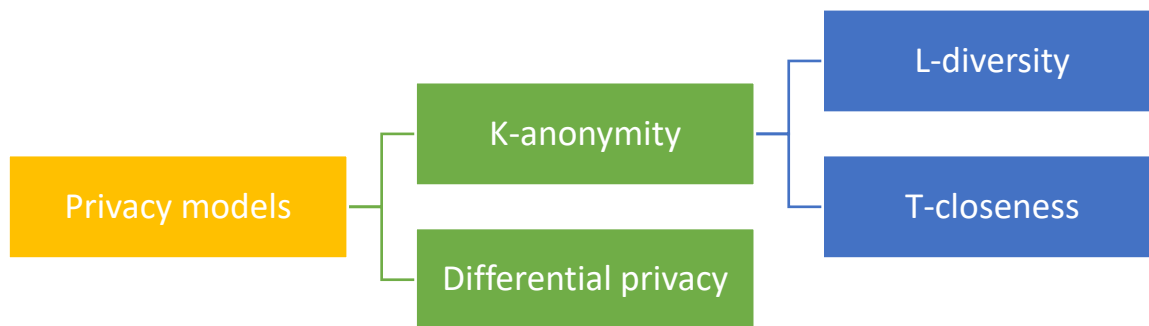 Privacy models
K-anonymity
Differential privacy
L-diversity
T-closeness